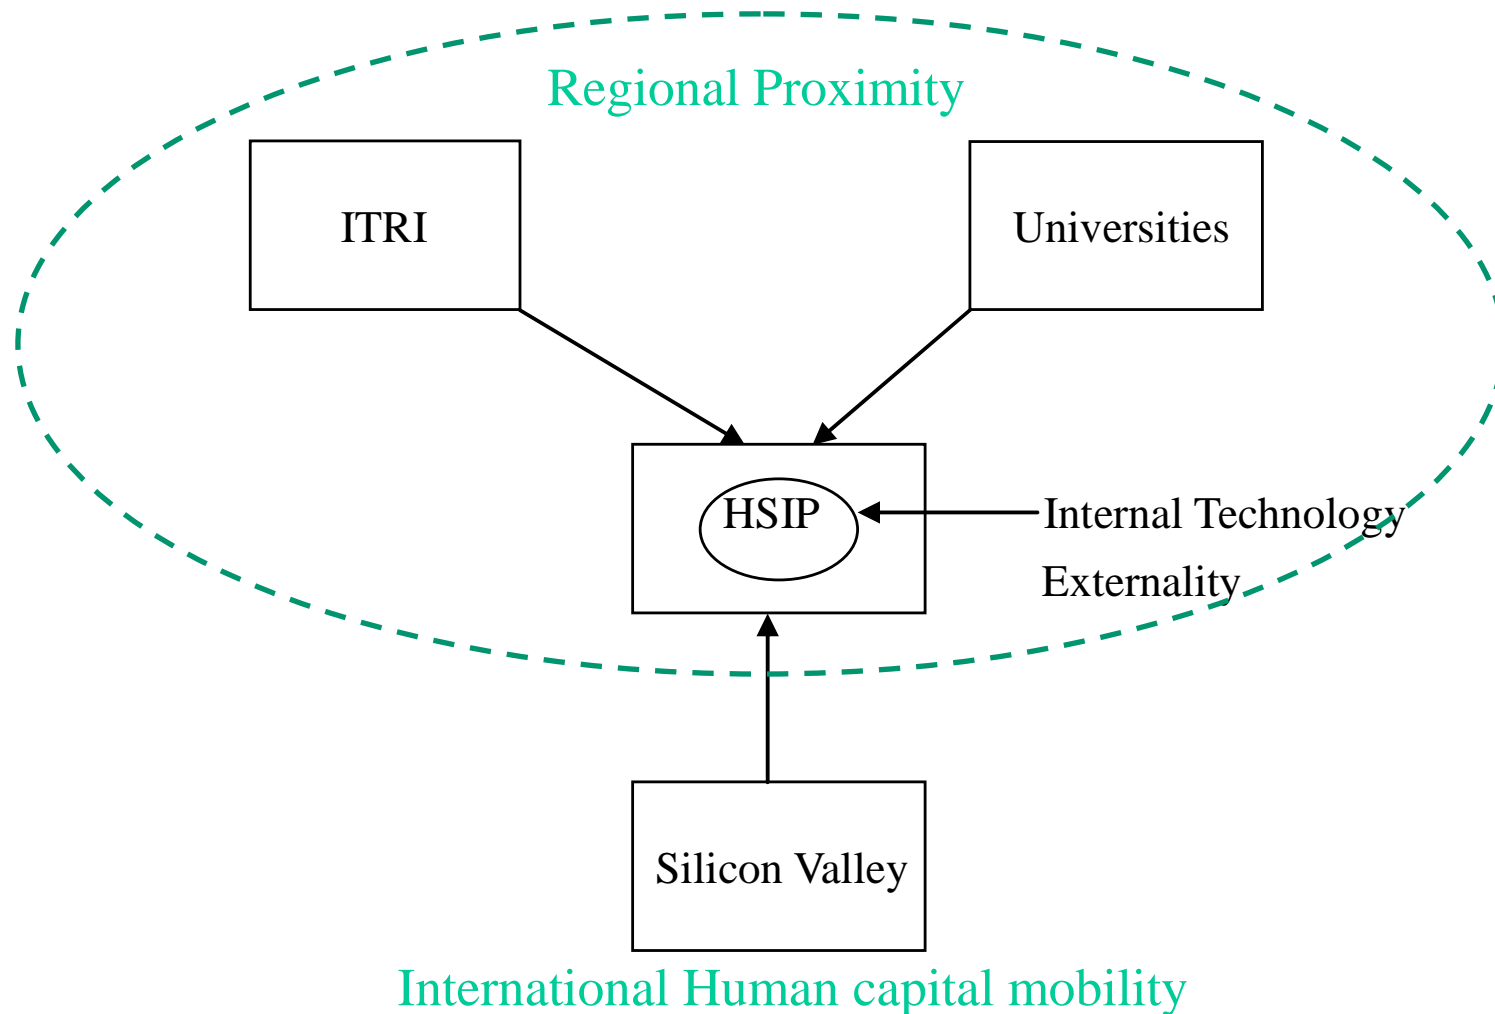 Regional Proximity
ITRI
Universities
HSIP
Internal Technology
Externality
Silicon Valley
International Human capital mobility